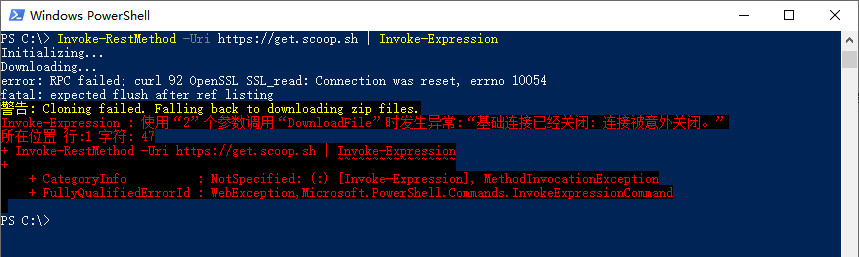 Windows PowerShell
PS C:\> Invoke-RestMethod -Uri https://get.scoop.sh | Invoke-Expression
Initializing...
Downloading...
error: RPC failed; curl 92 OpenSSL SSL_read: Connection was reset, errno 10054
fatal: expected flush after ref listing
警告: Cloning failed. Falling back to downloading zip files.
Invoke-Expression : 使用“2”个参数调用“DownloadFile”时发生异常:“基础连接已经关闭: 连接被意外关闭。”
所在位置 行:1 字符: 47
+ Invoke-RestMethod -Uri https://get.scoop.sh | Invoke-Expression
+
+ CategoryInfo : NotSpecified: (:) [Invoke-Expression], MethodInvocationException
+ FullyQualifiedErrorId : WebException,Microsoft.PowerShell.Commands.InvokeExpressionCommand
PS C:\>